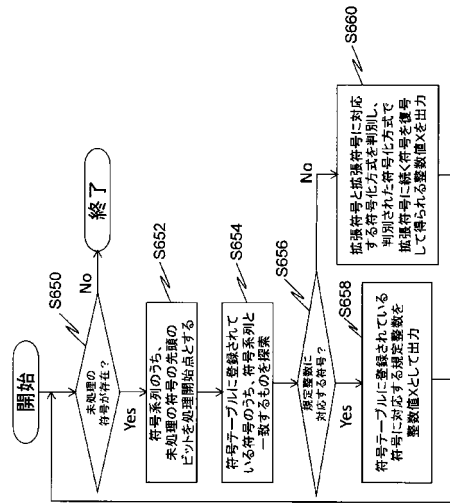 開始
S650
未処理の
符号が存在?
No
終了
Yes
S652
符号系列のうち、
未処理の符号の先頭の
ビットを処理開始点とする
S654
符号テーブルに登録されて
いる符号のうち、符号系列と
一致するものを探索
S656
規定整数に
対応する符号?
No
Yes
S658
符号テーブルに登録されている
符号に対応する規定整数を
整数値Xとして出力
S660
拡張符号と拡張符号に対応
する符号化方式を判別し、
判別された符号化方式で
拡張符号に続く符号を復号
して得られる整数値Xを出力